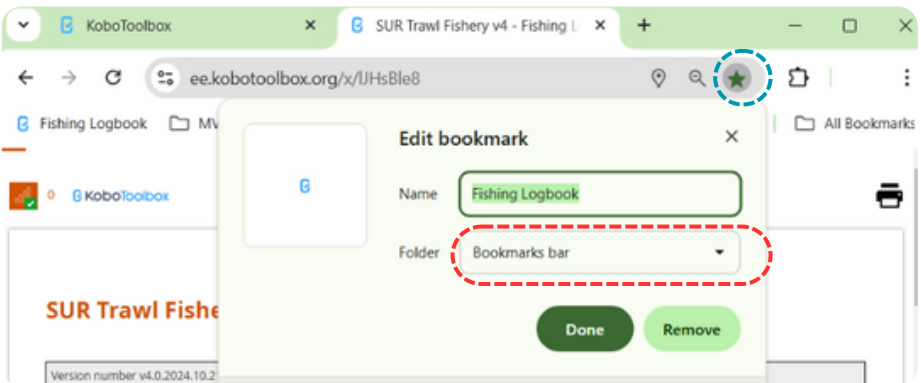 KoboToolbox
SUR Trawl Fishery v4 - Fishing L
ee.kobotoolbox.org/x/lJHsBle8
Fishing Logbook
MV
All Bookmarks
Edit bookmark
Name
Fishing Logbook
0
KoboToolbox
Folder
Bookmarks bar
SUR Trawl Fishe
Done
Remove
Version number v4.0.2024.10.2